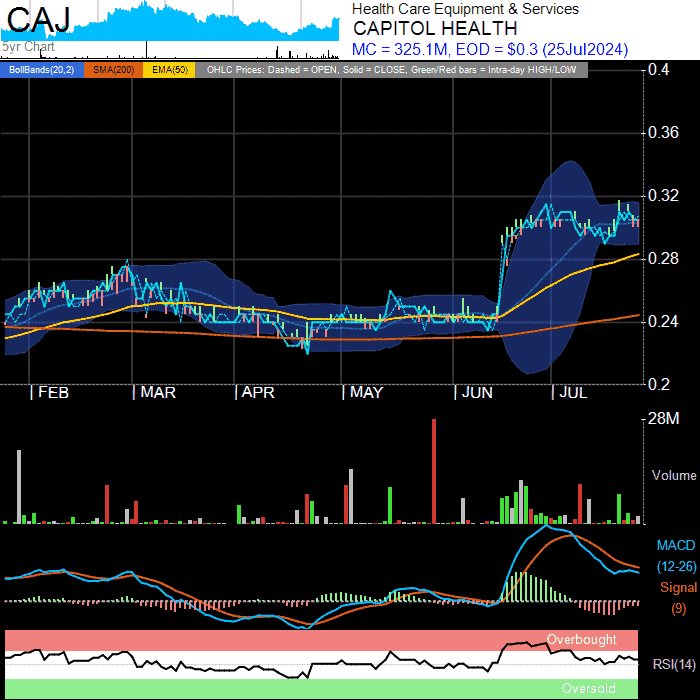 CAJ
5yr Chart
Health Care Equipment & Services
CAPITOL HEALTH
MC = 325.1M, EOD = $0.3 (25Jul2024)
BollBands(20,2) SMA(200) EMA(50) OHLC Prices: Dashed = OPEN, Solid = CLOSE, Green/Red bars = Intra-day HIGH/LOW
0.4
0.36
0.32
0.28
0.24
0.2
| FEB | MAR | APR | MAY | JUN | JUL
28M
Volume
MACD
(12-26)
Signal
(9)
Overbought
RSI(14)
Oversold